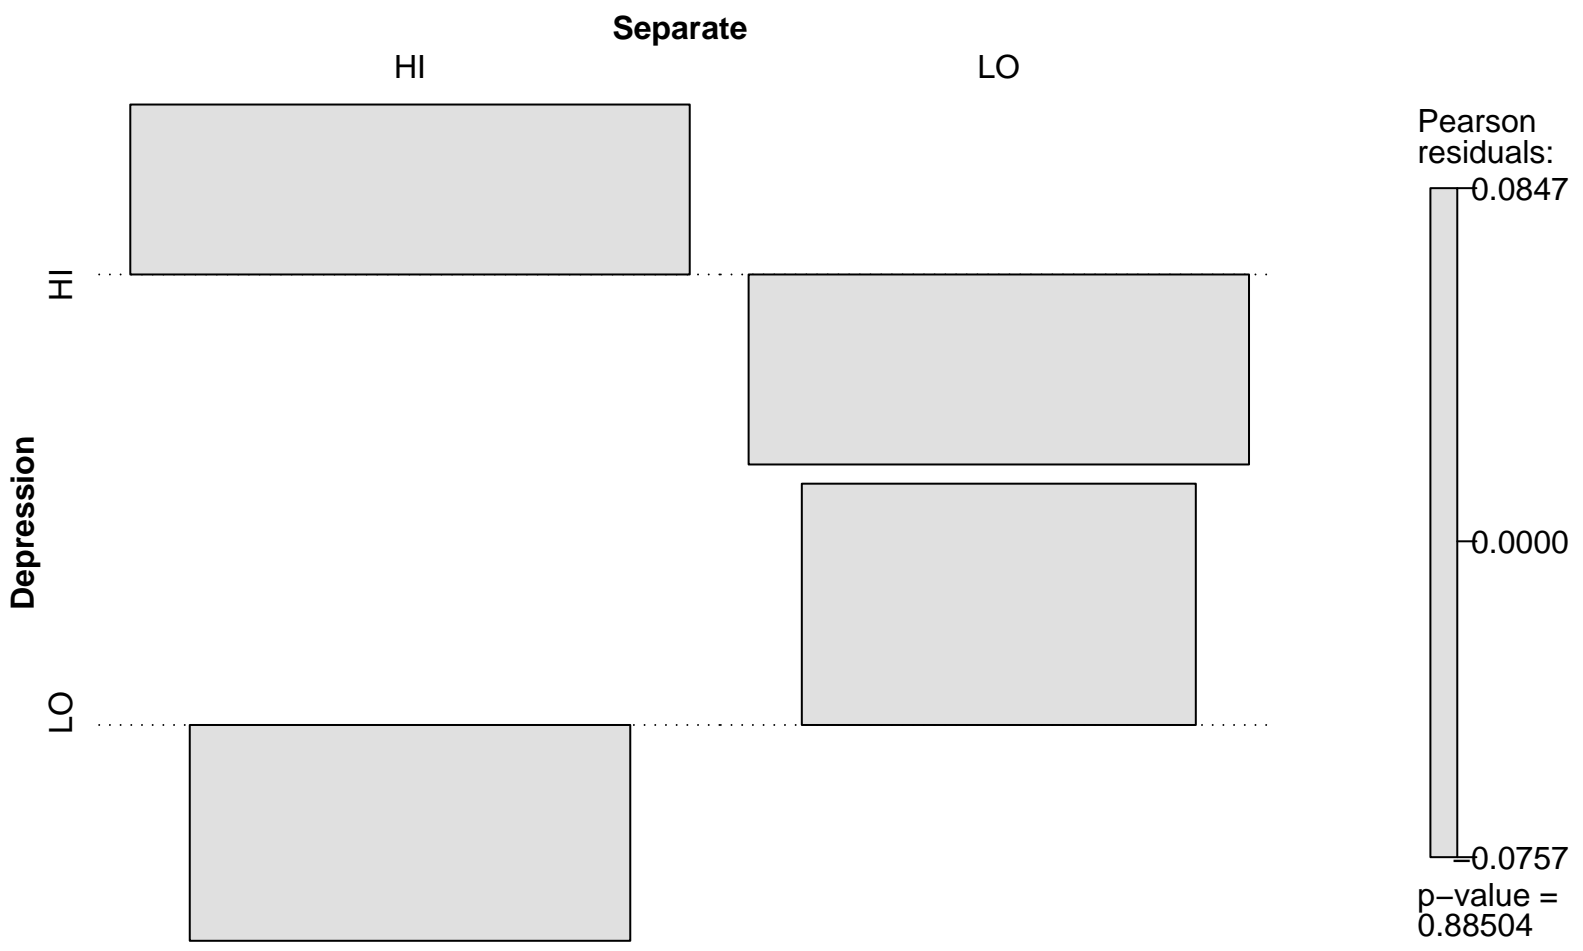 Separate
HI LO
Pearson
residuals:
0.0847
HI
0.0000
Depression
LO
−0.0757
p−value =
0.88504